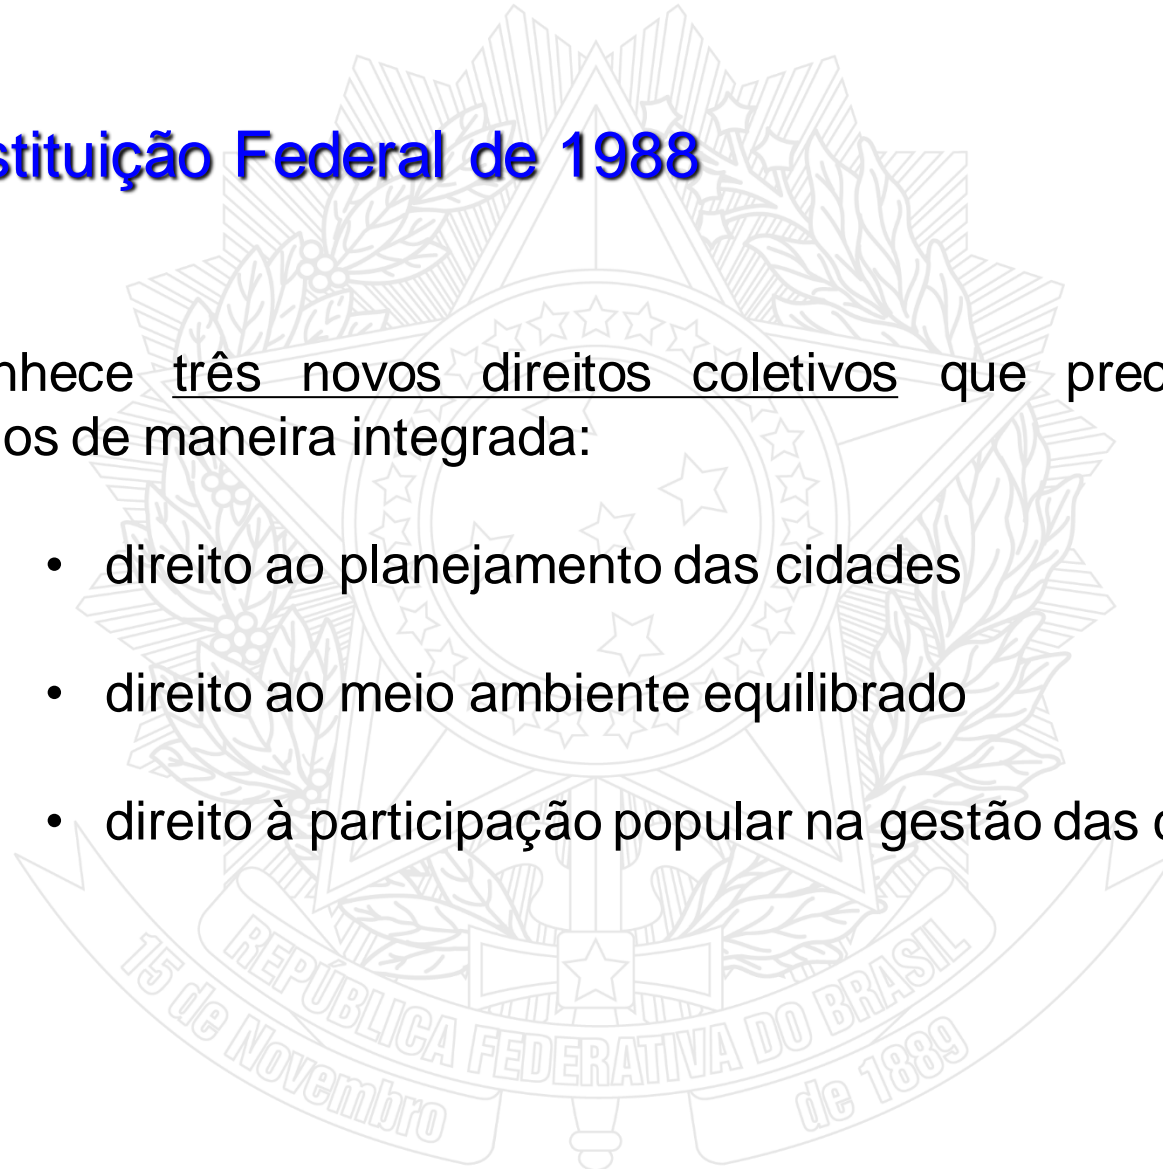 stituição Federal de 1988
nhece três novos direitos coletivos que prec
os de maneira integrada:
• direito ao planejamento das cidades
• direito ao meio ambiente equilibrado
• direito à participação popular na gestão das c
REPÚBLICA FEDERATIVA DO BRASIL
15 de Novembro de 1889